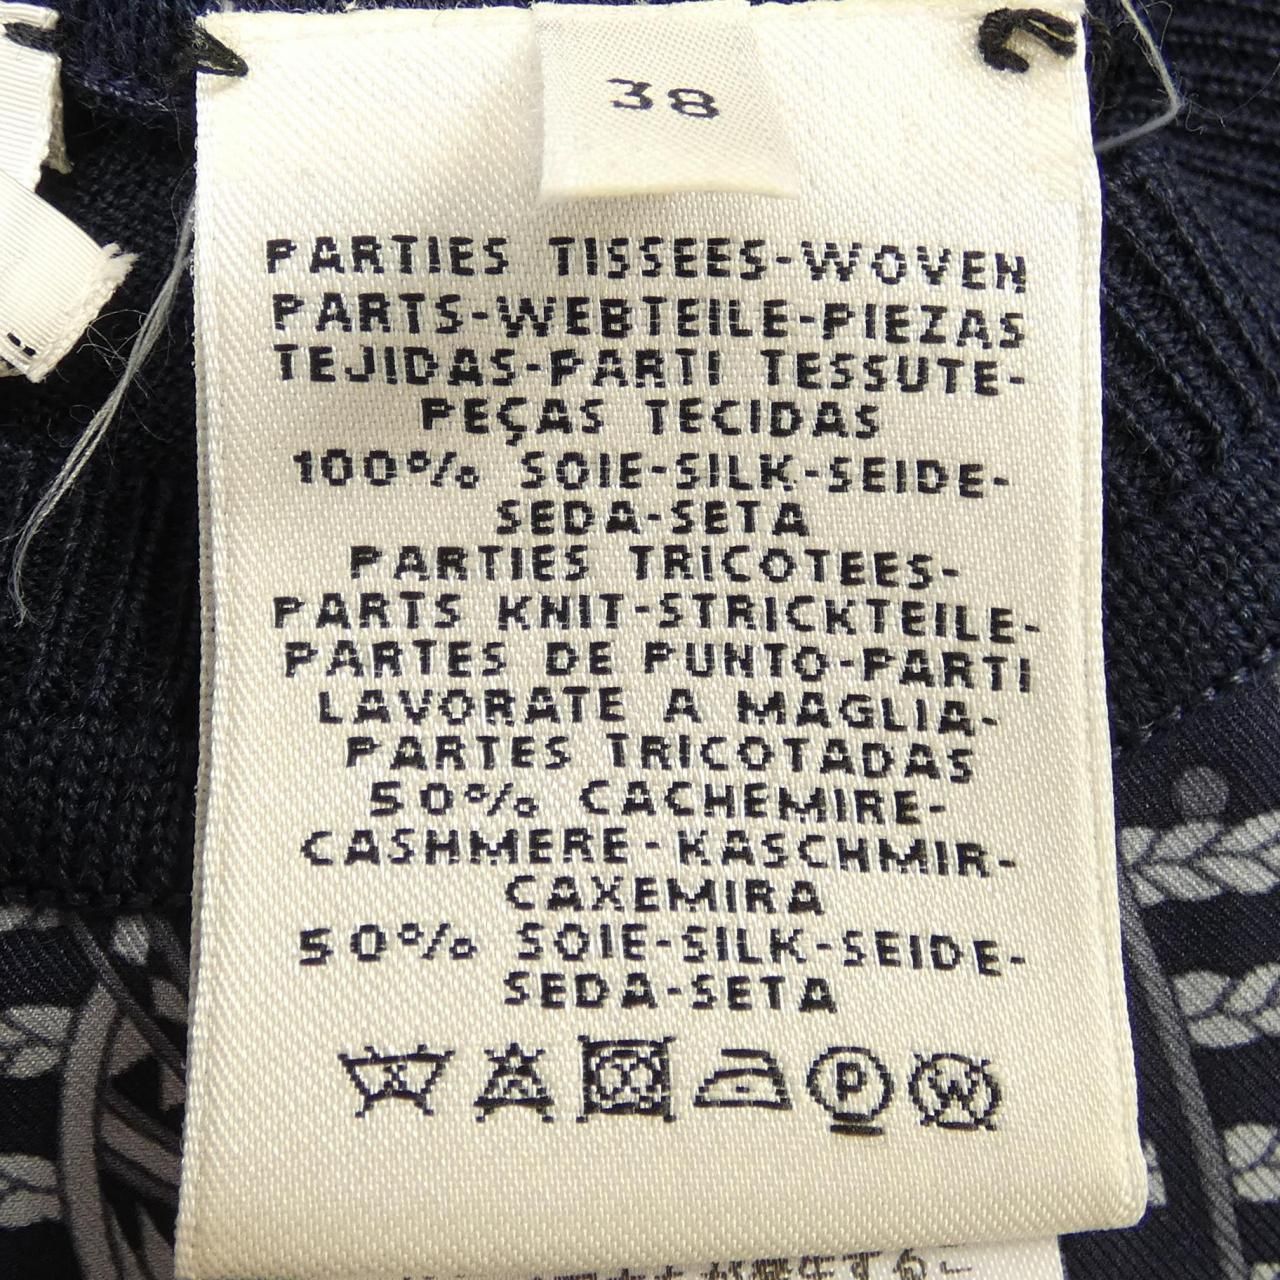 38
PARTIES TISSEES-WOVEN
PARTS-WEBTEILE-PIEZAS
TEJIDAS-PARTI TESSUTE-
PEÇAS TECIDAS
100% SOIE-SILK-SEIDE-
SEDA-SETA
PARTIES TRICOTEES-
PARTS KNIT-STRICKTEILE-
PARTES DE PUNTO-PARTI
LAVORATE A MAGLIA-
PARTES TRICOTADAS
50% CACHEMIRE-
CASHMERE-KASCHMIR-
CAXEMIRA
50% SOIE-SILK-SEIDE-
SEDA-SETA
P W